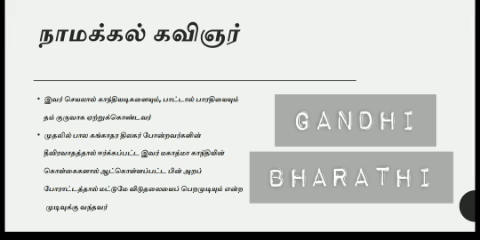 நாமக்கல் கவிஞர்
• இவர் செயலால் காந்தியடிகளையும், பாட்டால் பாரதியையும்
தம் குருவாக ஏற்றுக்கொண்டவர்
• முதலில் பால கங்காதர திலகர் போன்றவர்களின்
தீவிரவாதத்தால் ஈர்க்கப்பட்ட இவர் மகாத்மா காந்தியின்
கொள்கைகளால் ஆட்கொள்ளப்பட்ட பின் அறப்
போராட்டத்தால் மட்டுமே விடுதலையைப் பெறமுடியும் என்ற
முடிவுக்கு வந்தவர்
GANDHI
BHARATHI